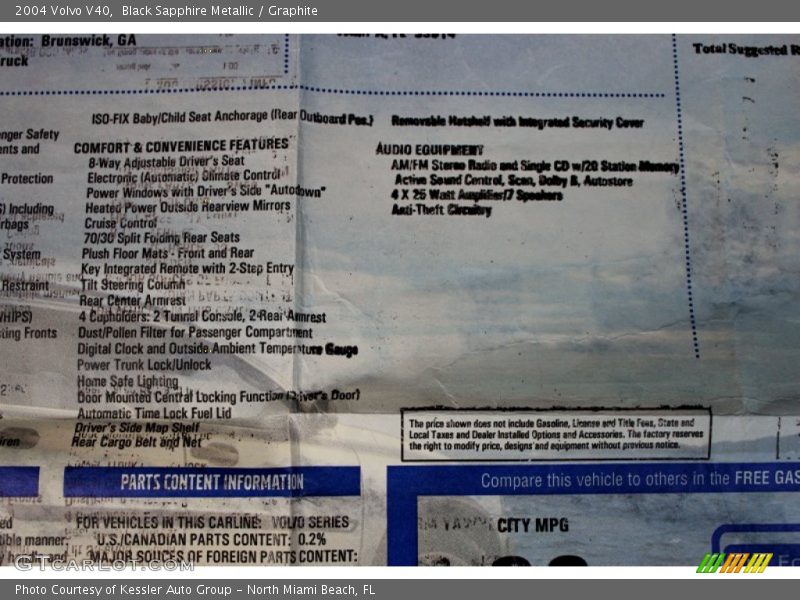 2004 Volvo V40, Black Sapphire Metallic / Graphite
ation: Brunswick, GA
ruck
Total Suggested R
nger Safety
ents and
Protection
Including
rbags
System
Restraint
WHIPS)
ting Fronts
ISO-FIX Baby/Child Seat Anchorage (Rear Outboard Pos.)
COMFORT & CONVENIENCE FEATURES
8-Way Adjustable Driver's Seat
Electronic (Automatic) Climate Control
Power Windows with Driver's Side "Autodown"
Heated Power Outside Rearview Mirrors
Cruise Control
70/30 Split Folding Rear Seats
Plush Floor Mats - Front and Rear
Key Integrated Remote with 2-Step Entry
Tilt Steering Column
Rear Center Armrest
4 Cupholders: 2 Tunnel Console, 2-Rear Armrest
Dust/Pollen Filter for Passenger Compartment
Digital Clock and Outside Ambient Temperature Gauge
Power Trunk Lock/Unlock
Home Safe Lighting
Door Mounted Central Locking Function (Driver's Door)
Automatic Time Lock Fuel Lid
Driver's Side Map Shelf
Rear Cargo Belt and Net
Removable Hatshelf with Integrated Security Cover
AUDIO EQUIPMENT
AM/FM Stereo Radio and Single CD w/20 Station Memory
Active Sound Control, Scan, Dolby B, Autostore
4 X 25 Watt Amplifier/7 Speakers
Anti-Theft Circuitry
The price shown does not include Gasoline, License and Title Fees, State and
Local Taxes and Dealer Installed Options and Accessories. The factory reserves
the right to modify price, designs and equipment without previous notice.
PARTS CONTENT INFORMATION
FOR VEHICLES IN THIS CARLINE: VOLVO SERIES
U.S./CANADIAN PARTS CONTENT: 0.2%
MAJOR SOUCES OF FOREIGN PARTS CONTENT:
ed
tible manner;
Compare this vehicle to others in the FREE GAS
CITY MPG
GTCARLOT.COM
Photo Courtesy of Kessler Auto Group - North Miami Beach, FL